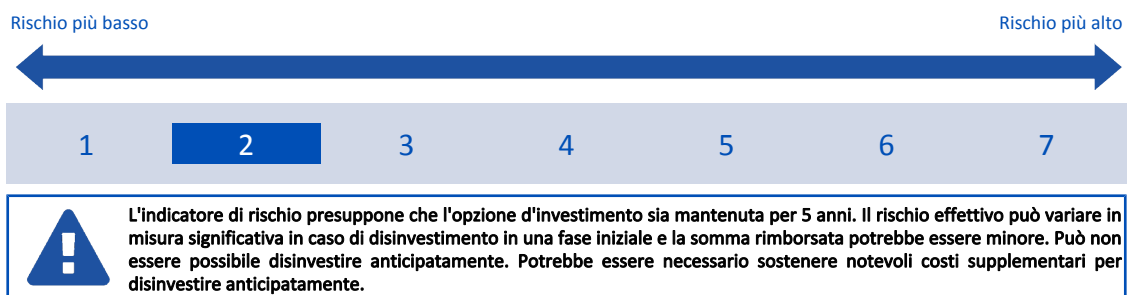 Rischio più basso
Rischio più alto
1 2 3 4 5 6 7
L'indicatore di rischio presuppone che l'opzione d'investimento sia mantenuta per 5 anni. Il rischio effettivo può variare in
misura significativa in caso di disinvestimento in una fase iniziale e la somma rimborsata potrebbe essere minore. Può non
essere possibile disinvestire anticipatamente. Potrebbe essere necessario sostenere notevoli costi supplementari per
disinvestire anticipatamente.